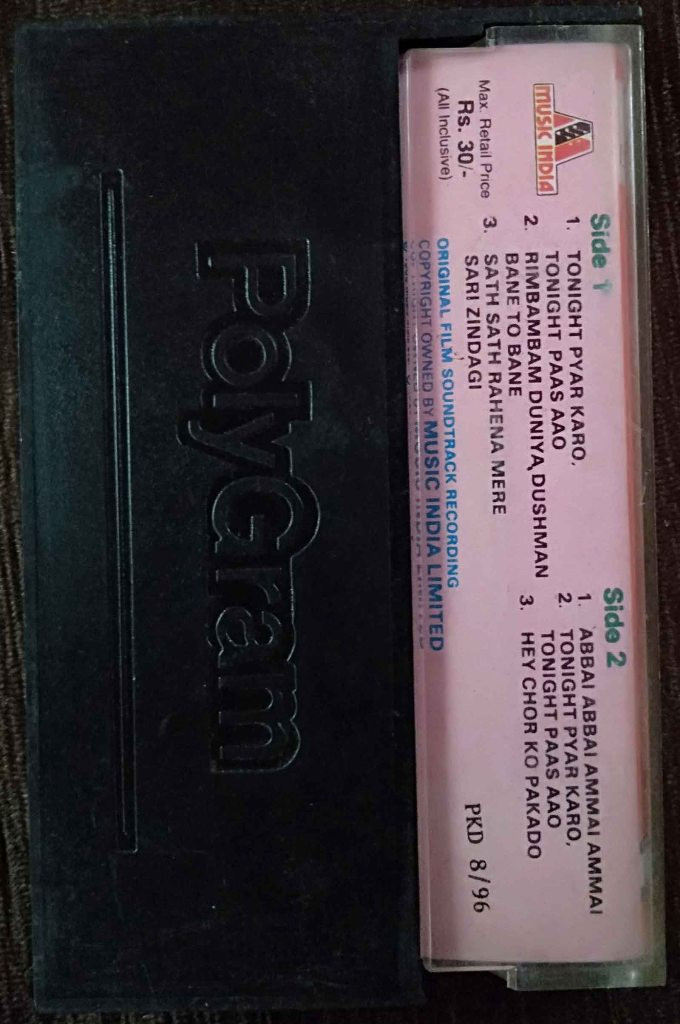 MUSIC INDIA
Max. Retail Price
Rs. 30/-
(All Inclusive)
Side 1
1. TONIGHT PYAR KARO,
TONIGHT PAAS AAO
2. RIMBAMBAM DUNIYA DUSHMAN
BANE TO BANE
3. SATH SATH RAHENA MERE
SARI ZINDAGI
Side 2
1. ABBAI ABBAI AMMAI AMMAI
2. TONIGHT PYAR KARO,
TONIGHT PAAS AAO
3. HEY CHOR KO PAKADO
ORIGINAL FILM SOUNDTRACK RECORDING
COPYRIGHT OWNED BY MUSIC INDIA LIMITED
PKD 8/96
PolyGram